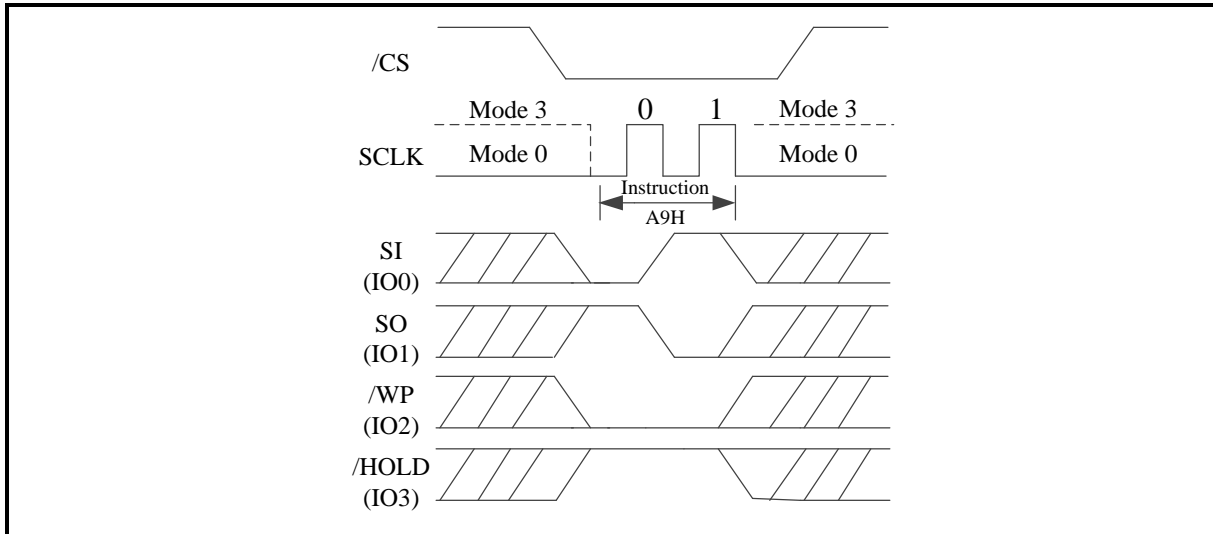 /CS
Mode 3 0 1 Mode 3
SCLK Mode 0 Mode 0
Instruction
A9H
SI
(IO0)
SO
(IO1)
/WP
(IO2)
/HOLD
(IO3)